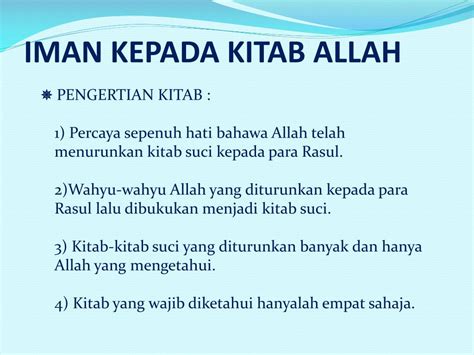 IMAN KEPADA KITAB ALLAH
✷ PENGERTIAN KITAB :
1) Percaya sepenuh hati bahawa Allah telah
menurunkan kitab suci kepada para Rasul.
2)Wahyu-wahyu Allah yang diturunkan kepada para
Rasul lalu dibukukan menjadi kitab suci.
3) Kitab-kitab suci yang diturunkan banyak dan hanya
Allah yang mengetahui.
4) Kitab yang wajib diketahui hanyalah empat sahaja.